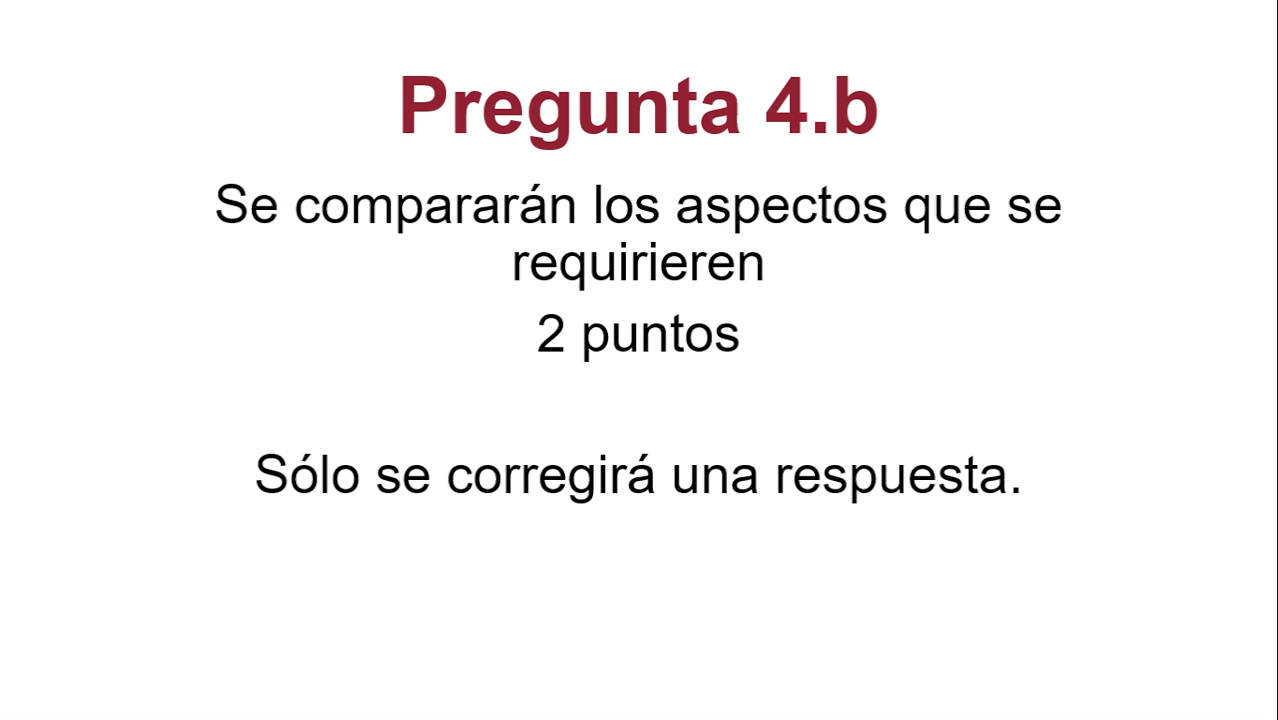 Pregunta 4.b
Se compararán los aspectos que se
requirieren
2 puntos
Sólo se corregirá una respuesta.